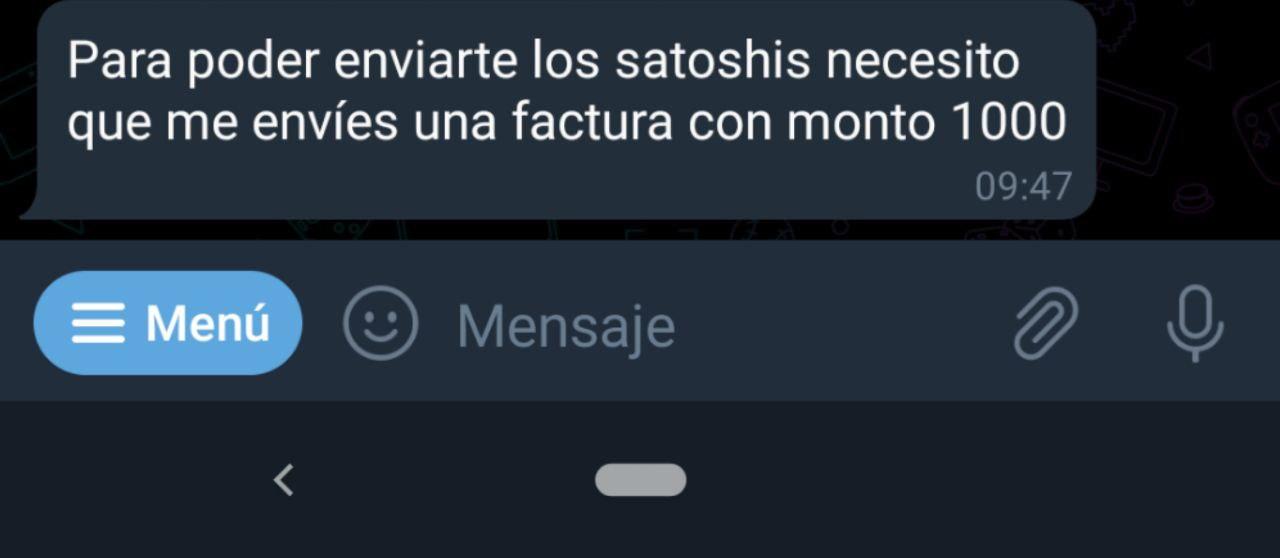 Para poder enviarte los satoshis necesito
que me envíes una factura con monto 1000
09:47
Menú
Mensaje